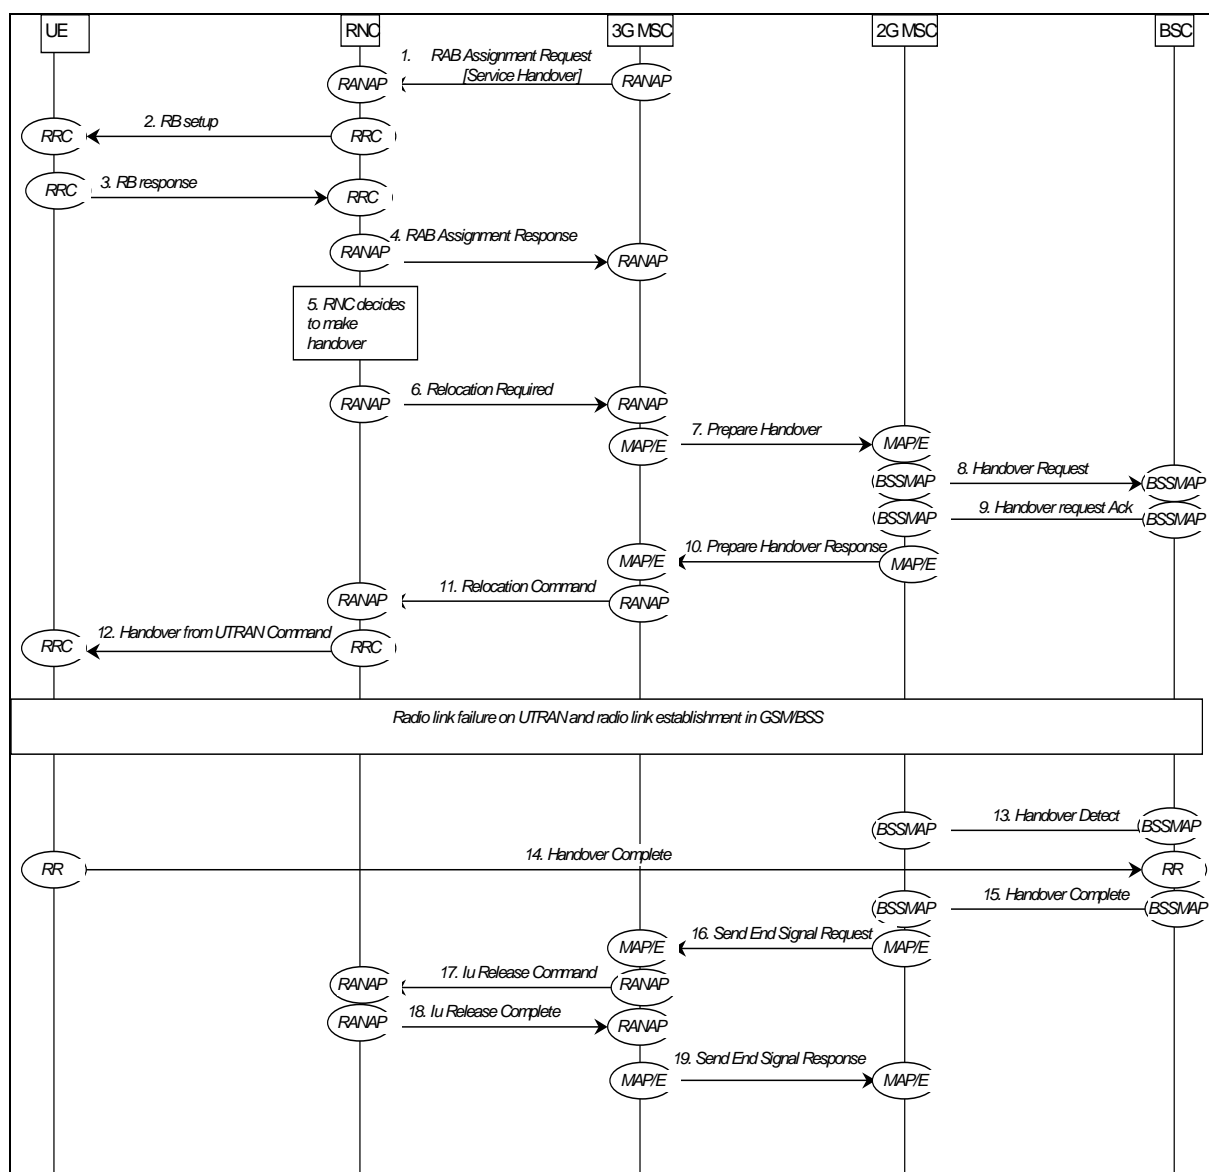 UE RNC 3G MSC 2G MSC BSC
1. RAB Assignment Request
[Service Handover]
RANAP RANAP
2. RB setup
RRC RRC
3. RB response
RRC RRC
4. RAB Assignment Response
RANAP RANAP
5. RNC decides
to make
handover
6. Relocation Required
RANAP RANAP
7. Prepare Handover
MAP/E MAP/E
8. Handover Request
BSSMAP BSSMAP
9. Handover request Ack
BSSMAP BSSMAP
10. Prepare Handover Response
MAP/E MAP/E
11. Relocation Command
RANAP RANAP
12. Handover from UTRAN Command
RRC RRC
Radio link failure on UTRAN and radio link establishment in GSM/BSS
13. Handover Detect
BSSMAP BSSMAP
14. Handover Complete
RR RR
15. Handover Complete
BSSMAP BSSMAP
16. Send End Signal Request
MAP/E MAP/E
17. Iu Release Command
RANAP RANAP
18. Iu Release Complete
RANAP RANAP
19. Send End Signal Response
MAP/E MAP/E